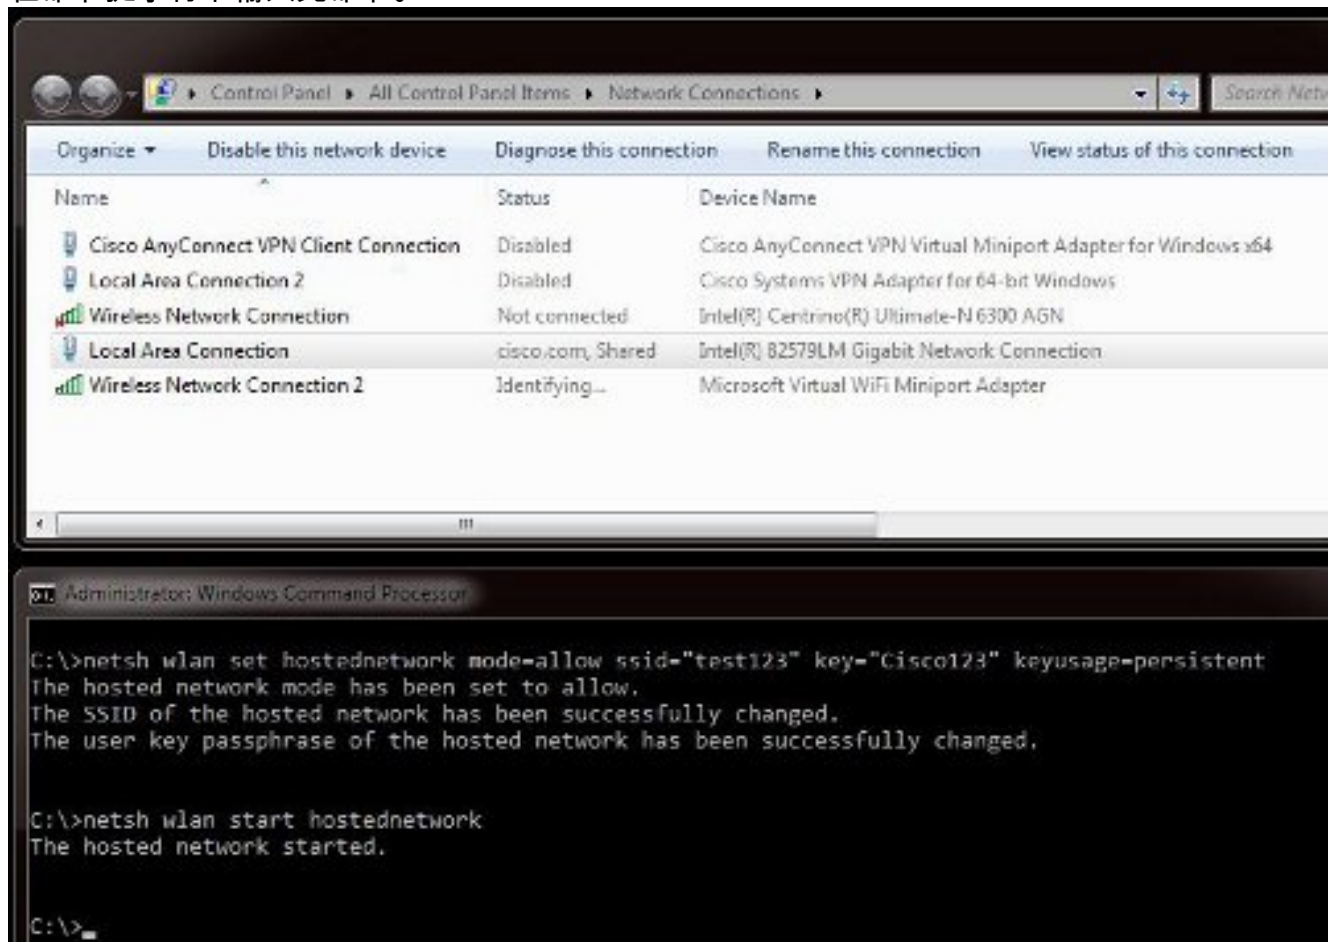 Control Panel ▸ All Control Panel Items ▸ Network Connections ▸
Search Netw
Organize Disable this network device Diagnose this connection Rename this connection View status of this connection
Name Status Device Name
Cisco AnyConnect VPN Client Connection Disabled Cisco AnyConnect VPN Virtual Miniport Adapter for Windows x64
Local Area Connection 2 Disabled Cisco Systems VPN Adapter for 64-bit Windows
Wireless Network Connection Not connected Intel(R) Centrino(R) Ultimate-N 6300 AGN
Local Area Connection cisco.com, Shared Intel(R) 82579LM Gigabit Network Connection
Wireless Network Connection 2 Identifying... Microsoft Virtual WiFi Miniport Adapter
Administrator: Windows Command Processor
C:\>netsh wlan set hostednetwork mode=allow ssid="test123" key="Cisco123" keyusage=persistent
The hosted network mode has been set to allow.
The SSID of the hosted network has been successfully changed.
The user key passphrase of the hosted network has been successfully changed.
C:\>netsh wlan start hostednetwork
The hosted network started.
C:\>_